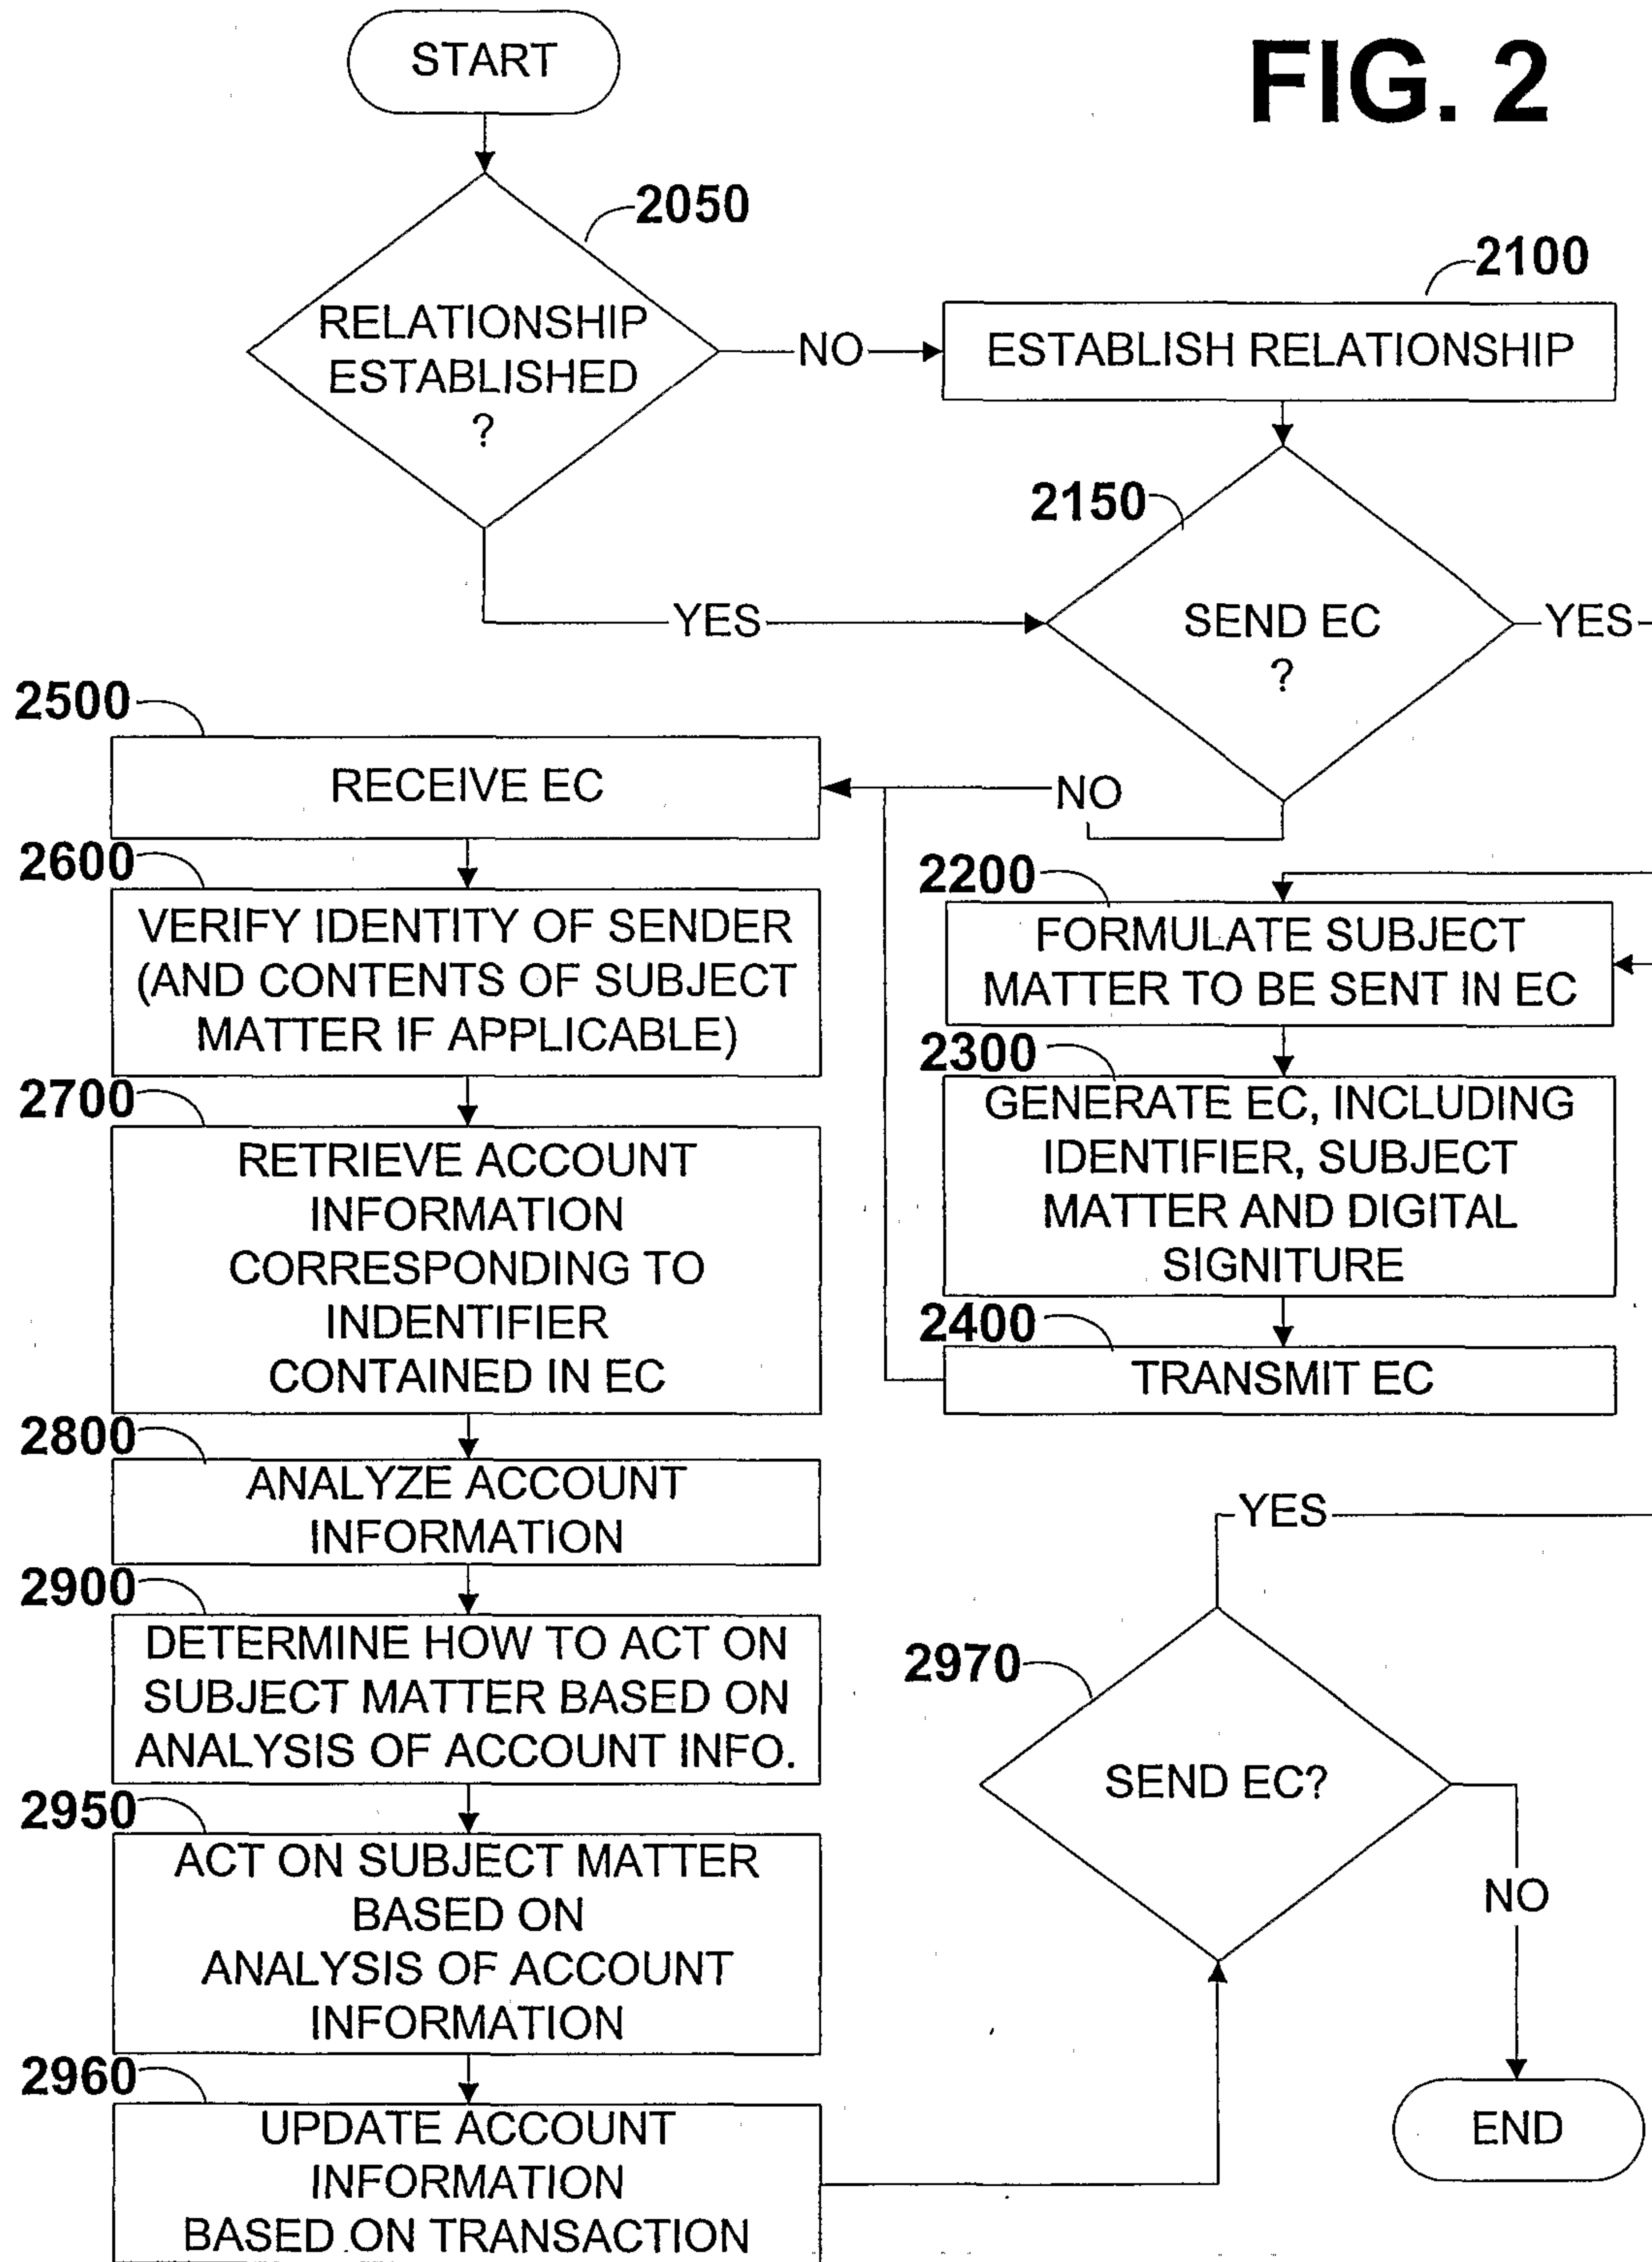 FIG. 2
START
2050
RELATIONSHIP
ESTABLISHED
?
NO
2100
ESTABLISH RELATIONSHIP
YES
2150
SEND EC
?
YES
NO
2500
RECEIVE EC
2600
VERIFY IDENTITY OF SENDER
(AND CONTENTS OF SUBJECT
MATTER IF APPLICABLE)
2700
RETRIEVE ACCOUNT
INFORMATION
CORRESPONDING TO
INDENTIFIER
CONTAINED IN EC
2800
ANALYZE ACCOUNT
INFORMATION
2900
DETERMINE HOW TO ACT ON
SUBJECT MATTER BASED ON
ANALYSIS OF ACCOUNT INFO.
2950
ACT ON SUBJECT MATTER
BASED ON
ANALYSIS OF ACCOUNT
INFORMATION
2960
UPDATE ACCOUNT
INFORMATION
BASED ON TRANSACTION
2200
FORMULATE SUBJECT
MATTER TO BE SENT IN EC
2300
GENERATE EC, INCLUDING
IDENTIFIER, SUBJECT
MATTER AND DIGITAL
SIGNITURE
2400
TRANSMIT EC
YES
2970
SEND EC?
NO
END